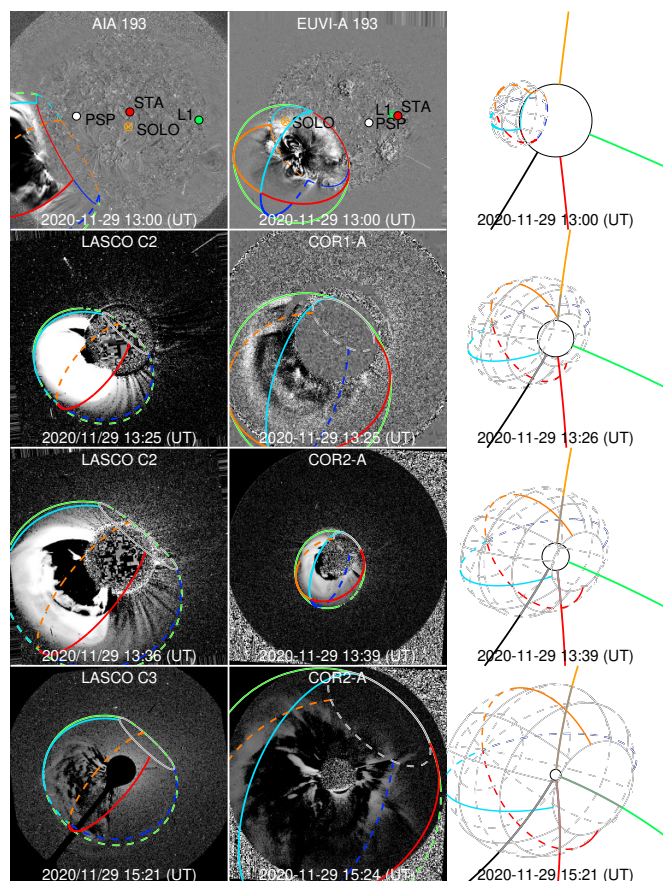 AIA 193
EUVI-A 193
PSP
STA
SOLO
L1
SOLO
L1
STA
PSP
2020-11-29 13:00 (UT)
2020-11-29 13:00 (UT)
2020-11-29 13:00 (UT)
LASCO C2
COR1-A
2020/11/29 13:25 (UT)
2020-11-29 13:25 (UT)
2020-11-29 13:26 (UT)
LASCO C2
COR2-A
2020/11/29 13:36 (UT)
2020-11-29 13:39 (UT)
2020-11-29 13:39 (UT)
LASCO C3
COR2-A
2020/11/29 15:21 (UT)
2020-11-29 15:24 (UT)
2020-11-29 15:21 (UT)